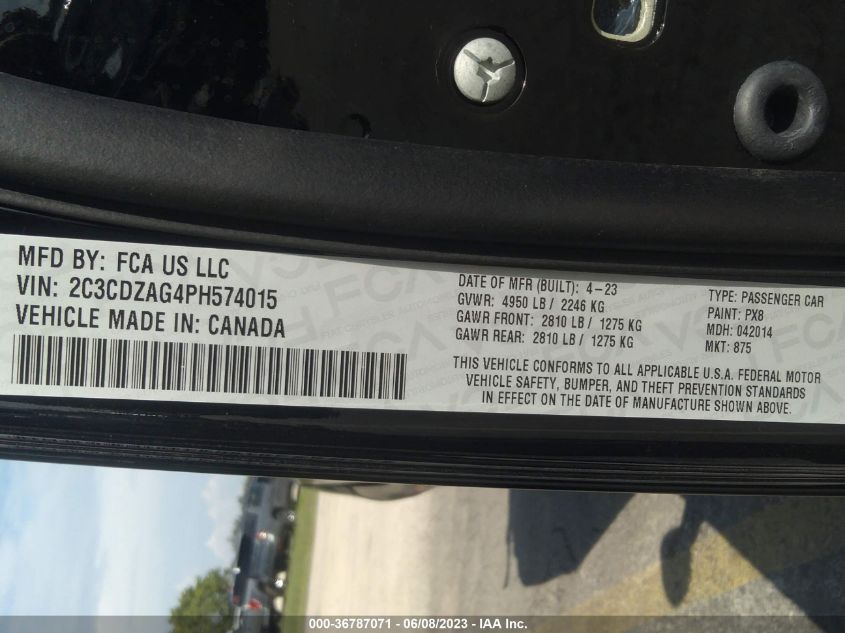 MFD BY: FCA US LLC
VIN: 2C3CDZAG4PH574015
VEHICLE MADE IN: CANADA
DATE OF MFR (BUILT): 4-23
GVWR: 4950 LB / 2246 KG
GAWR FRONT: 2810 LB / 1275 KG
GAWR REAR: 2810 LB / 1275 KG
TYPE: PASSENGER CAR
PAINT: PX8
MDH: 042014
MKT: 875
THIS VEHICLE CONFORMS TO ALL APPLICABLE U.S.A. FEDERAL MOTOR
VEHICLE SAFETY, BUMPER, AND THEFT PREVENTION STANDARDS
IN EFFECT ON THE DATE OF MANUFACTURE SHOWN ABOVE.
000-36787071 - 06/08/2023 - IAA Inc.